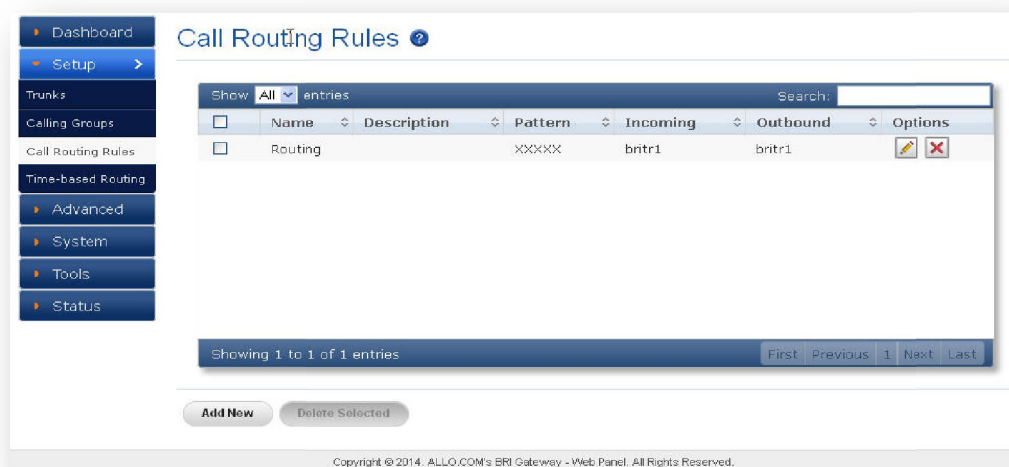 Dashboard
Setup >
Trunks
Calling Groups
Call Routing Rules
Time-based Routing
Advanced
System
Tools
Status
Call Routing Rules ?
Show All entries Search:
Name Description Pattern Incoming Outbound Options
Routing XXXXX britr1 britr1
Showing 1 to 1 of 1 entries First Previous 1 Next Last
Add New Delete Selected
Copyright © 2014. ALLO.COM's BRI Gateway - Web Panel. All Rights Reserved.